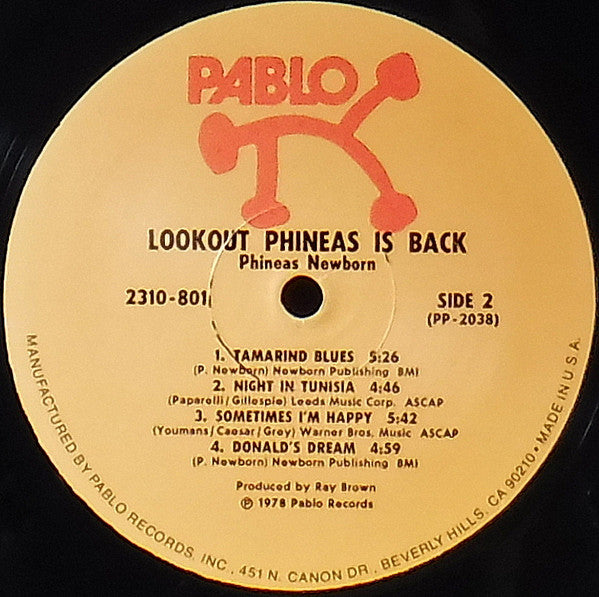 PABLO
LOOKOUT PHINEAS IS BACK
Phineas Newborn
2310-801
SIDE 2
(PP-2038)
1. TAMARIND BLUES 5:26
(P. Newborn) Newborn Publishing BMI
2. NIGHT IN TUNISIA 4:46
(Paparelli/Gillespie) Leeds Music Corp. ASCAP
3. SOMETIMES I'M HAPPY 5:42
(Youmans/Caesar/Grey) Warner Bros. Music ASCAP
4. DONALD'S DREAM 4:59
(P. Newborn) Newborn Publishing BMI
Produced by Ray Brown
℗ 1978 Pablo Records
MANUFACTURED BY PABLO RECORDS, INC. 451 N. CANON DR., BEVERLY HILLS, CA 90210 • MADE IN U.S.A.